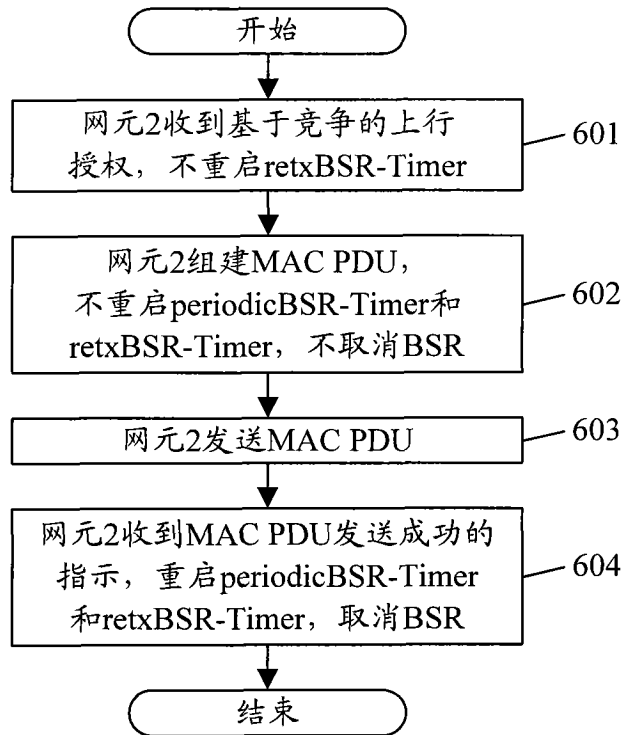 开始
网元2收到基于竞争的上行
授权，不重启retxBSR-Timer
601
网元2组建MAC PDU，
不重启periodicBSR-Timer和
retxBSR-Timer，不取消BSR
602
网元2发送MAC PDU
603
网元2收到MAC PDU发送成功的
指示，重启periodicBSR-Timer
和retxBSR-Timer，取消BSR
604
结束